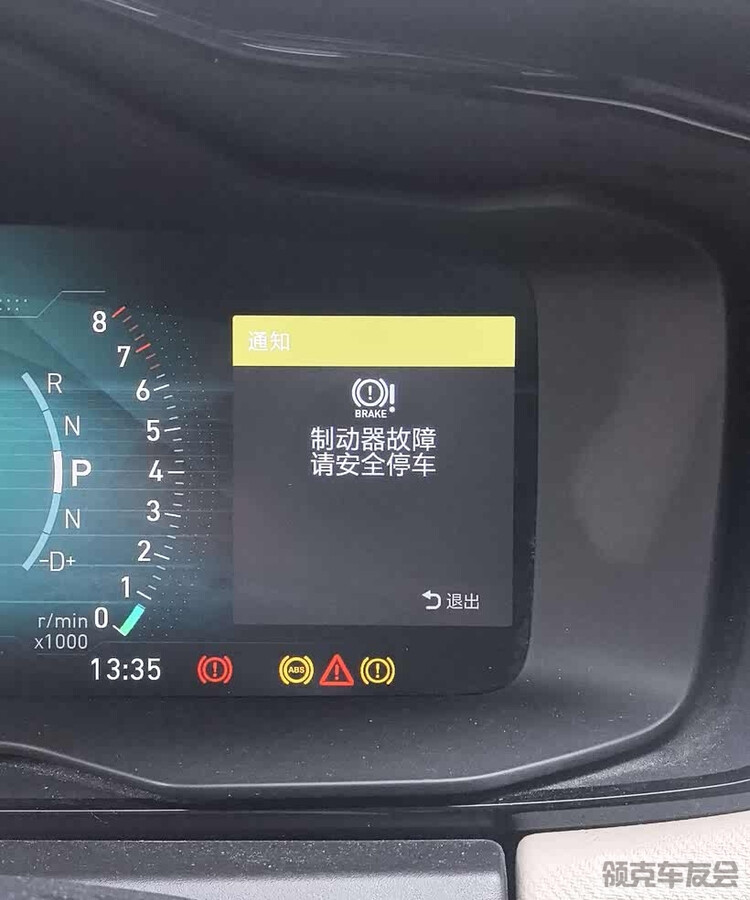 8
7
6
5
4
3
2
1
0
R
N
P
N
-D+
r/min
x1000
通知
BRAKE
制动器故障
请安全停车
退出
13:35
ABS
领克车友会